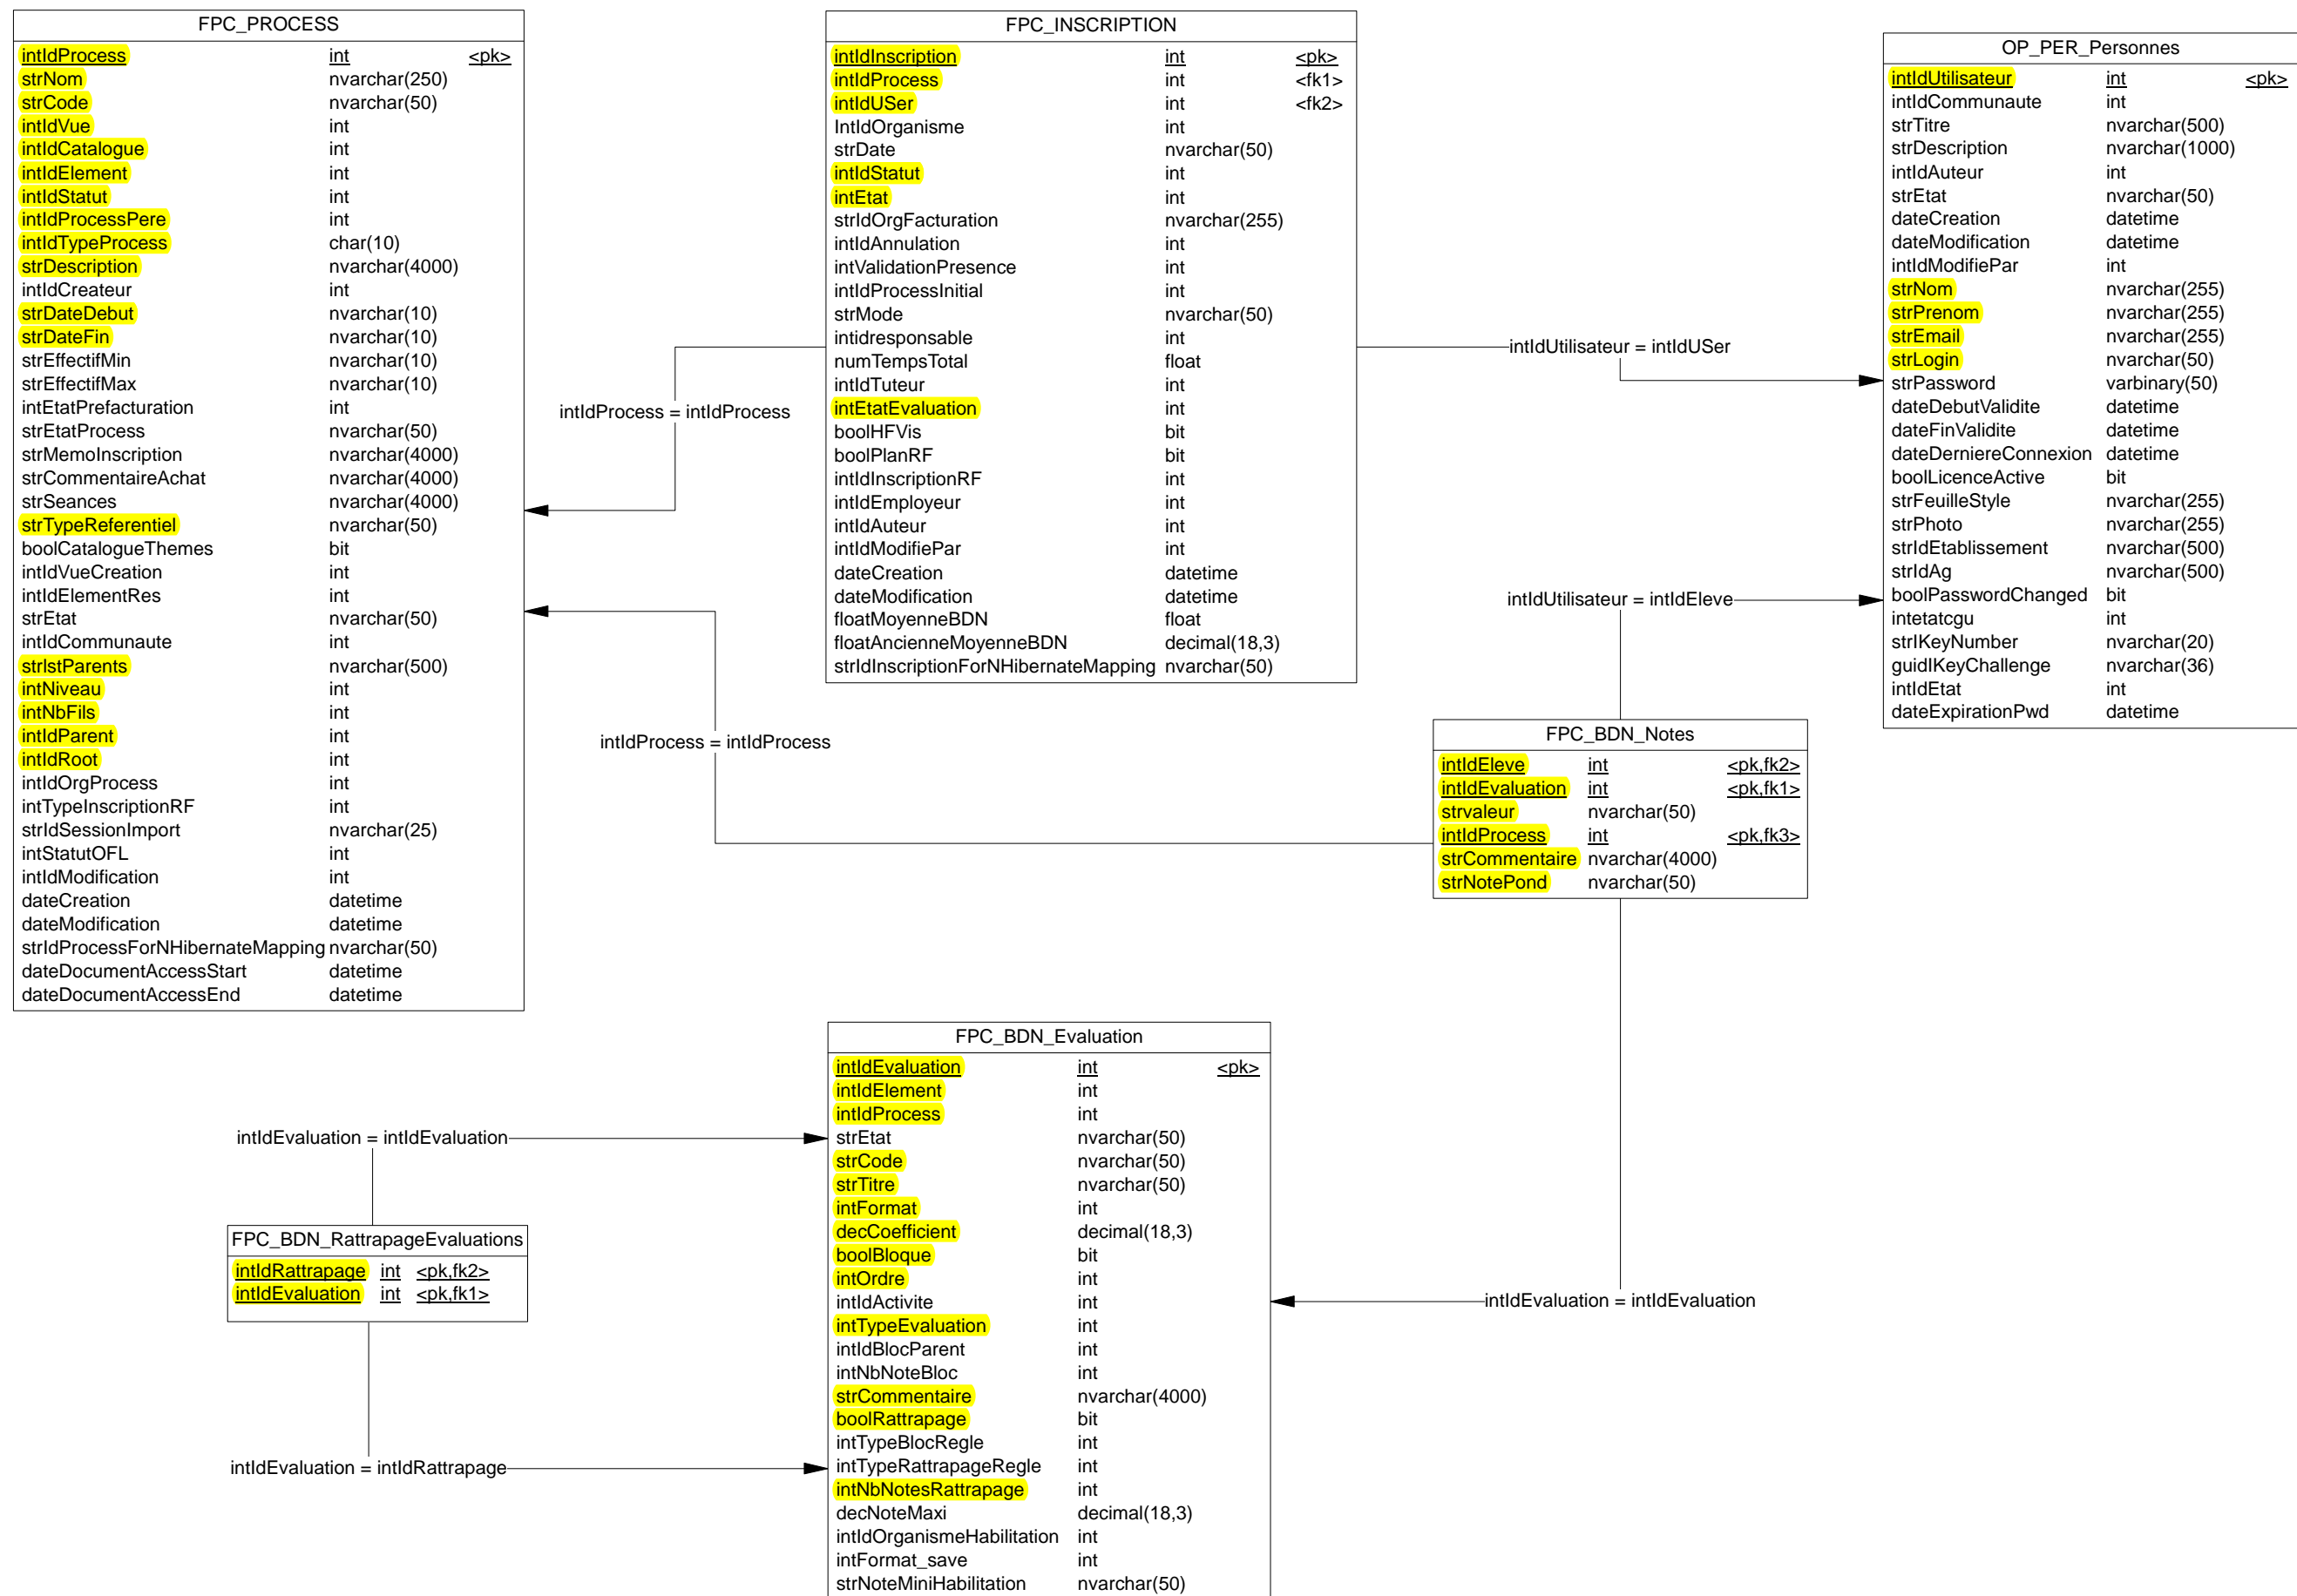 FPC_PROCESS
intIdProcess int <pk>
strNom nvarchar(250)
strCode nvarchar(50)
intIdVue int
intIdCatalogue int
intIdElement int
intIdStatut int
intIdProcessPere int
intIdTypeProcess char(10)
strDescription nvarchar(4000)
intIdCreateur int
strDateDebut nvarchar(10)
strDateFin nvarchar(10)
strEffectifMin nvarchar(10)
strEffectifMax nvarchar(10)
intEtatPrefacturation int
strEtatProcess nvarchar(50)
strMemoInscription nvarchar(4000)
strCommentaireAchat nvarchar(4000)
strSeances nvarchar(4000)
strTypeReferentiel nvarchar(50)
boolCatalogueThemes bit
intIdVueCreation int
intIdElementRes int
strEtat nvarchar(50)
intIdCommunaute int
strlstParents nvarchar(500)
intNiveau int
intNbFils int
intIdParent int
intIdRoot int
intIdOrgProcess int
intTypeInscriptionRF int
strIdSessionImport nvarchar(25)
intStatutOFL int
intIdModification int
dateCreation datetime
dateModification datetime
strIdProcessForNHibernateMapping nvarchar(50)
dateDocumentAccessStart datetime
dateDocumentAccessEnd datetime
intIdProcess = intIdProcess
intIdProcess = intIdProcess
FPC_INSCRIPTION
intIdInscription int <pk>
intIdProcess int <fk1>
intIdUSer int <fk2>
IntIdOrganisme int
strDate nvarchar(50)
intIdStatut int
intEtat int
strIdOrgFacturation nvarchar(255)
intIdAnnulation int
intValidationPresence int
intIdProcessInitial int
strMode nvarchar(50)
intidresponsable int
numTempsTotal float
intIdTuteur int
intEtatEvaluation int
boolHFVis bit
boolPlanRF bit
intIdInscriptionRF int
intIdEmployeur int
intIdAuteur int
intIdModifiePar int
dateCreation datetime
dateModification datetime
floatMoyenneBDN float
floatAncienneMoyenneBDN decimal(18,3)
strIdInscriptionForNHibernateMapping nvarchar(50)
intIdUtilisateur = intIdUSer
intIdUtilisateur = intIdEleve
OP_PER_Personnes
intIdUtilisateur int <pk>
intIdCommunaute int
strTitre nvarchar(500)
strDescription nvarchar(1000)
intIdAuteur int
strEtat nvarchar(50)
dateCreation datetime
dateModification datetime
intIdModifiePar int
strNom nvarchar(255)
strPrenom nvarchar(255)
strEmail nvarchar(255)
strLogin nvarchar(50)
strPassword varbinary(50)
dateDebutValidite datetime
dateFinValidite datetime
dateDerniereConnexion datetime
boolLicenceActive bit
strFeuilleStyle nvarchar(255)
strPhoto nvarchar(255)
strIdEtablissement nvarchar(500)
strIdAg nvarchar(500)
boolPasswordChanged bit
intetatcgu int
strIKeyNumber nvarchar(20)
guidIKeyChallenge nvarchar(36)
intIdEtat int
dateExpirationPwd datetime
FPC_BDN_Notes
intIdEleve int <pk,fk2>
intIdEvaluation int <pk,fk1>
strvaleur nvarchar(50)
intIdProcess int <pk,fk3>
strCommentaire nvarchar(4000)
strNotePond nvarchar(50)
intIdEvaluation = intIdEvaluation
FPC_BDN_Evaluation
intIdEvaluation int <pk>
intIdElement int
intIdProcess int
strEtat nvarchar(50)
strCode nvarchar(50)
strTitre nvarchar(50)
intFormat int
decCoefficient decimal(18,3)
boolBloque bit
intOrdre int
intIdActivite int
intTypeEvaluation int
intIdBlocParent int
intNbNoteBloc int
strCommentaire nvarchar(4000)
boolRattrapage bit
intTypeBlocRegle int
intTypeRattrapageRegle int
intNbNotesRattrapage int
decNoteMaxi decimal(18,3)
intIdOrganismeHabilitation int
intFormat_save int
strNoteMiniHabilitation nvarchar(50)
intIdEvaluation = intIdEvaluation
FPC_BDN_RattrapageEvaluations
intIdRattrapage int <pk,fk2>
intIdEvaluation int <pk,fk1>
intIdEvaluation = intIdRattrapage